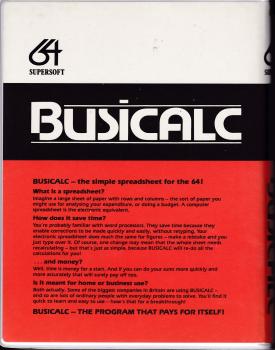 64
SUPERSOFT
BUSICALC
BUSICALC – the simple spreadsheet for the 64!
What is a spreadsheet?
Imagine a large sheet of paper with rows and columns – the sort of paper you
might use for analysing your expenditure, or doing a budget. A computer
spreadsheet is the electronic equivalent.
How does it save time?
You're probably familiar with word processors. They save time because they
enable corrections to be made quickly and easily, without retyping. Your
electronic spreadsheet does much the same for figures – make a mistake and you
just type over it. Of course, one change may mean that the whole sheet needs
recalculating – but that's just as simple, because BUSICALC will re-do all the
calculations for you!
. . . and money?
Well, time is money for a start. And if you can do your sums more quickly and
more accurately that will surely pay off too.
Is it meant for home or business use?
Both actually. Some of the biggest companies in Britain are using BUSICALC –
and so are lots of ordinary people with everyday problems to solve. You'll find it
quick to learn and easy to use – how's that for a breakthrough!
BUSICALC – THE PROGRAM THAT PAYS FOR ITSELF!